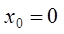 x₀ = 0